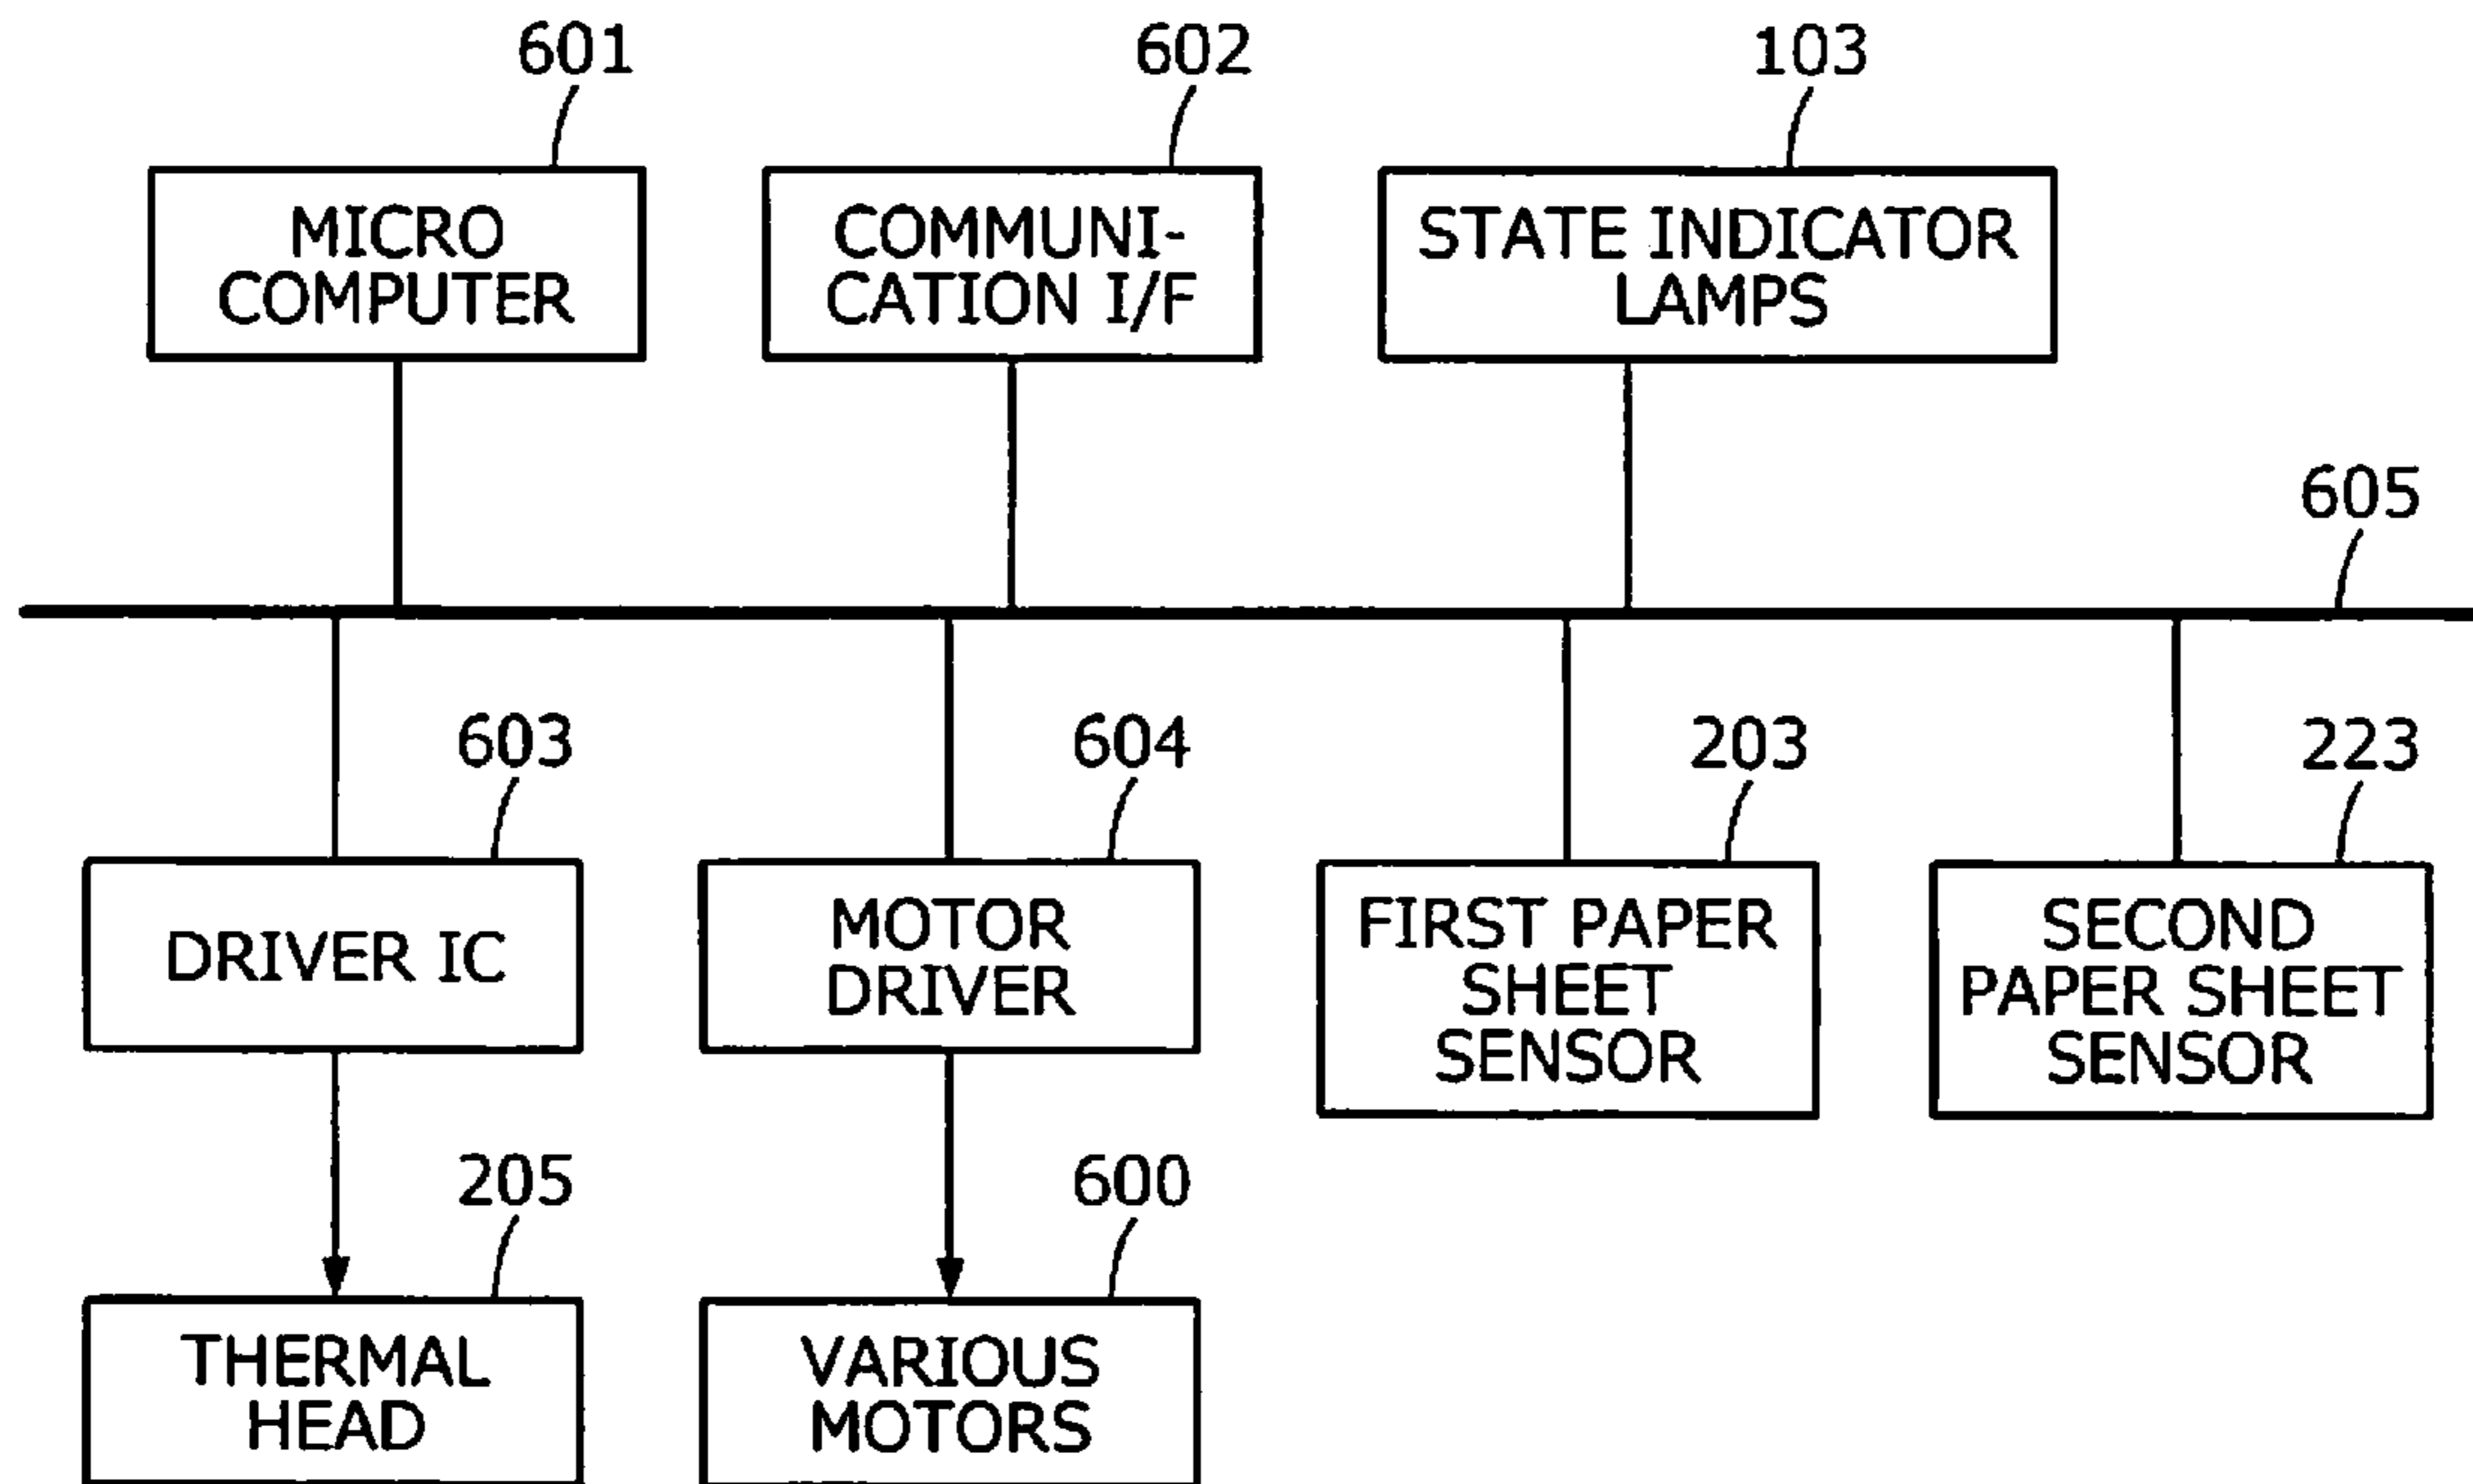 601
602
103
MICRO
COMPUTER
COMMUNI-
CATION I/F
STATE INDICATOR
LAMPS
605
603
604
203
223
DRIVER IC
MOTOR
DRIVER
FIRST PAPER
SHEET
SENSOR
SECOND
PAPER SHEET
SENSOR
205
600
THERMAL
HEAD
VARIOUS
MOTORS